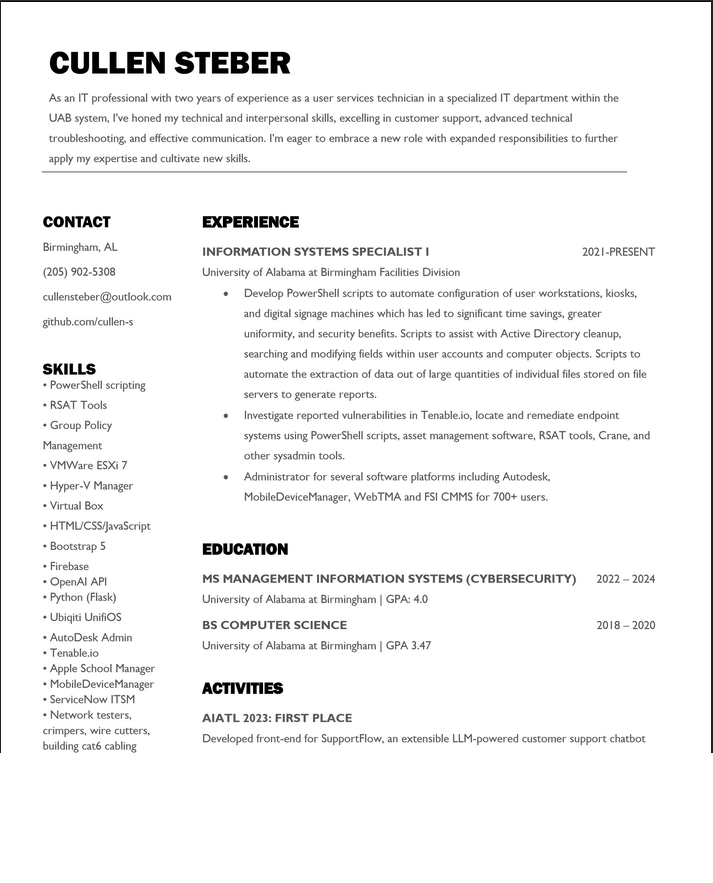 CULLEN STEBER
As an IT professional with two years of experience as a user services technician in a specialized IT department within the
UAB system, I've honed my technical and interpersonal skills, excelling in customer support, advanced technical
troubleshooting, and effective communication. I'm eager to embrace a new role with expanded responsibilities to further
apply my expertise and cultivate new skills.
CONTACT
Birmingham, AL
(205) 902-5308
cullensteber@outlook.com
github.com/cullen-s
SKILLS
• PowerShell scripting
• RSAT Tools
• Group Policy
Management
• VMWare ESXi 7
• Hyper-V Manager
• Virtual Box
• HTML/CSS/JavaScript
• Bootstrap 5
• Firebase
• OpenAI API
• Python (Flask)
• Ubiqiti UnifiOS
• AutoDesk Admin
• Tenable.io
• Apple School Manager
• MobileDeviceManager
• ServiceNow ITSM
• Network testers,
crimpers, wire cutters,
building cat6 cabling
EXPERIENCE
INFORMATION SYSTEMS SPECIALIST I 2021-PRESENT
University of Alabama at Birmingham Facilities Division
• Develop PowerShell scripts to automate configuration of user workstations, kiosks,
and digital signage machines which has led to significant time savings, greater
uniformity, and security benefits. Scripts to assist with Active Directory cleanup,
searching and modifying fields within user accounts and computer objects. Scripts to
automate the extraction of data out of large quantities of individual files stored on file
servers to generate reports.
• Investigate reported vulnerabilities in Tenable.io, locate and remediate endpoint
systems using PowerShell scripts, asset management software, RSAT tools, Crane, and
other sysadmin tools.
• Administrator for several software platforms including Autodesk,
MobileDeviceManager, WebTMA and FSI CMMS for 700+ users.
EDUCATION
MS MANAGEMENT INFORMATION SYSTEMS (CYBERSECURITY) 2022 – 2024
University of Alabama at Birmingham | GPA: 4.0
BS COMPUTER SCIENCE 2018 – 2020
University of Alabama at Birmingham | GPA 3.47
ACTIVITIES
AIATL 2023: FIRST PLACE
Developed front-end for SupportFlow, an extensible LLM-powered customer support chatbot